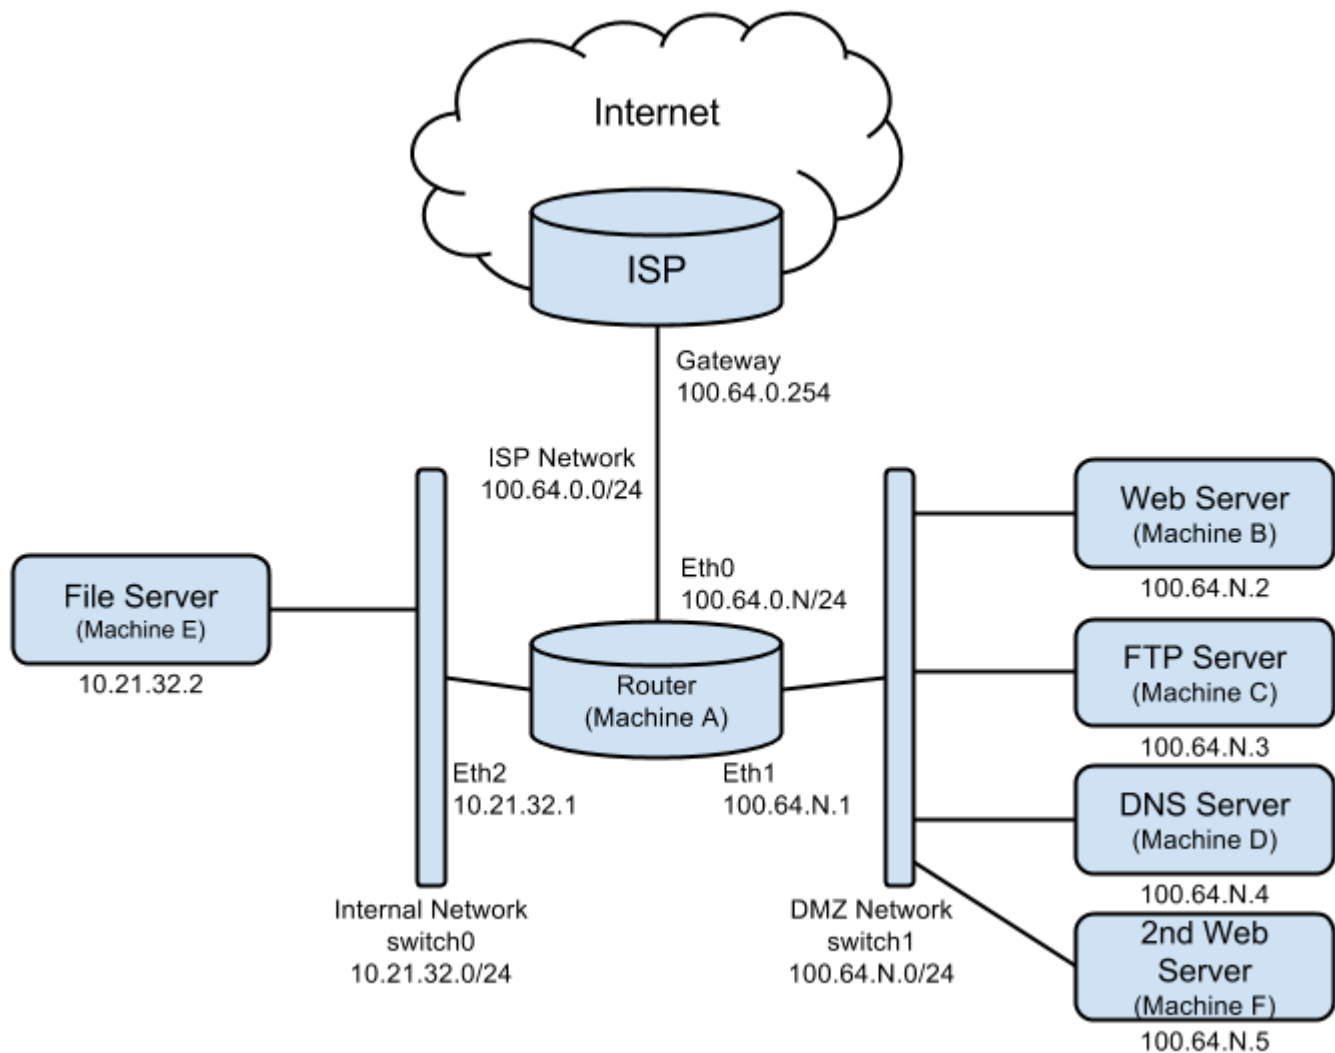 Internet
ISP
Gateway
100.64.0.254
ISP Network
100.64.0.0/24
Eth0
100.64.0.N/24
File Server
(Machine E)
10.21.32.2
Router
(Machine A)
Eth2
10.21.32.1
Eth1
100.64.N.1
Internal Network
switch0
10.21.32.0/24
DMZ Network
switch1
100.64.N.0/24
Web Server
(Machine B)
100.64.N.2
FTP Server
(Machine C)
100.64.N.3
DNS Server
(Machine D)
100.64.N.4
2nd Web
Server
(Machine F)
100.64.N.5